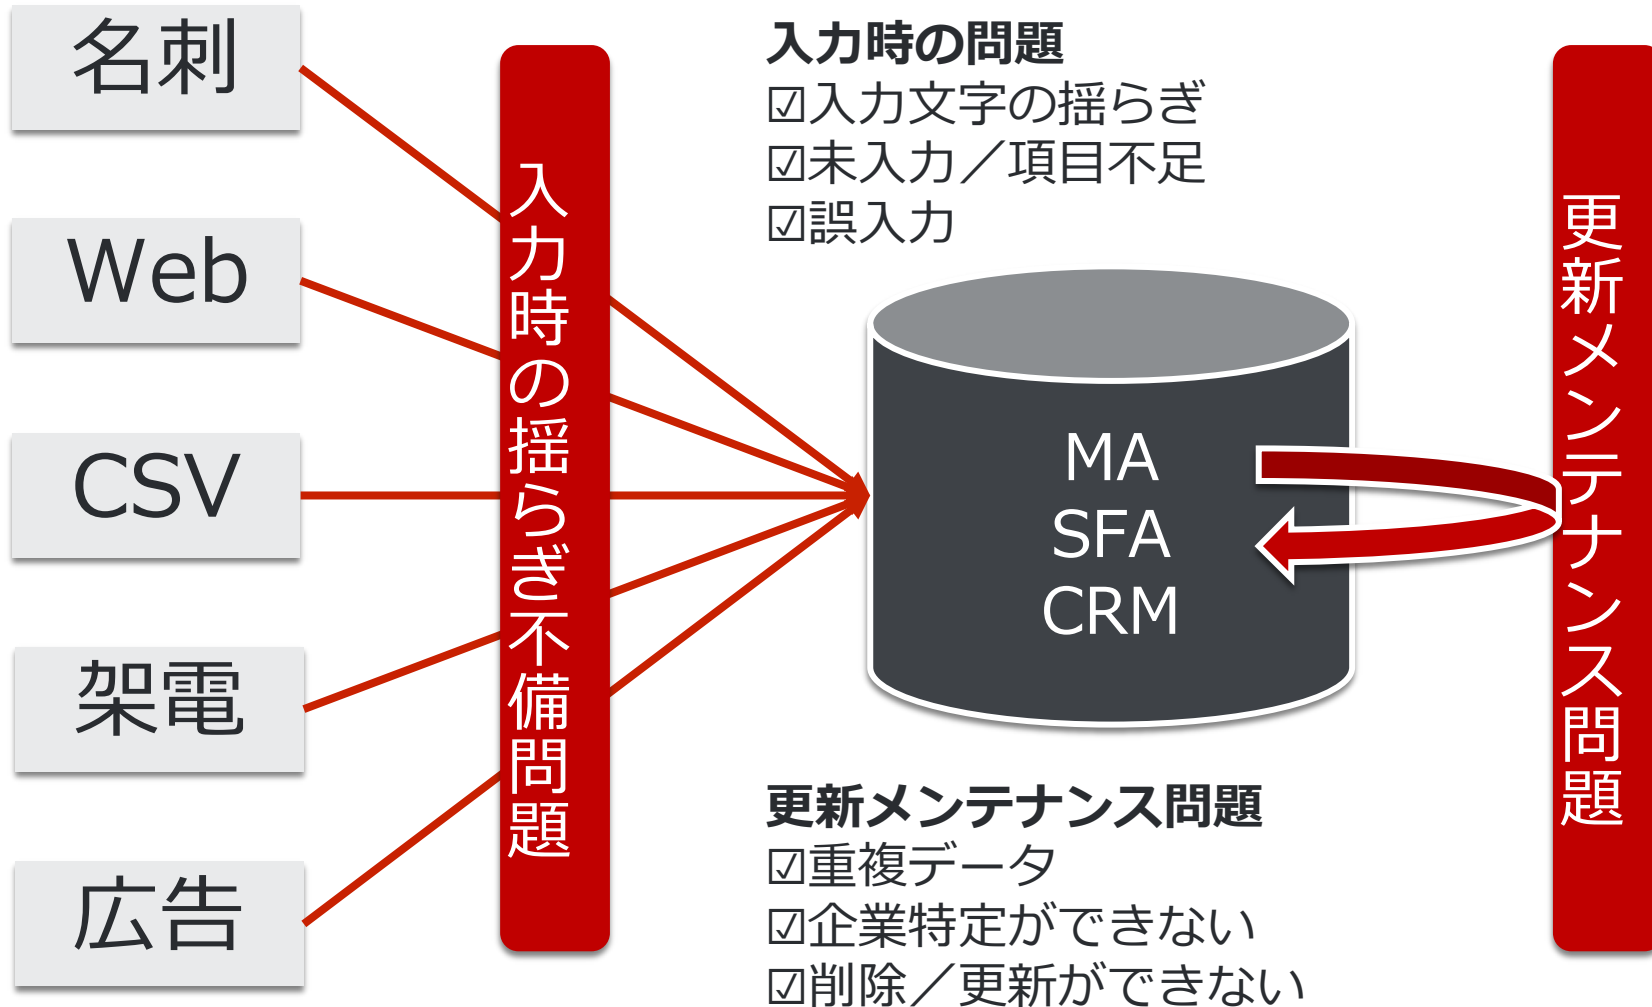 名刺
Web
CSV
架電
広告
入力時の揺らぎ不備問題
入力時の問題
☑入力文字の揺らぎ
☑未入力／項目不足
☑誤入力
MA
SFA
CRM
更新メンテナンス問題
☑重複データ
☑企業特定ができない
☑削除／更新ができない
更新メンテナンス問題